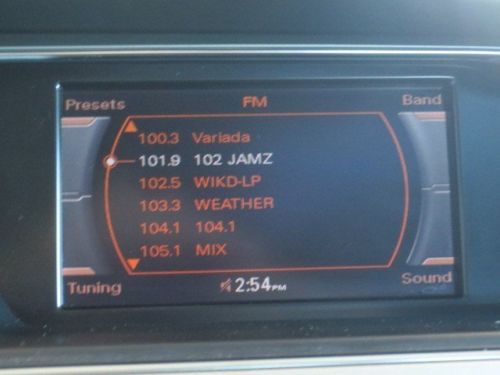 Presets FM Band
100.3 Variada
101.9 102 JAMZ
102.5 WIKD-LP
103.3 WEATHER
104.1 104.1
105.1 MIX
Tuning 2:54PM Sound